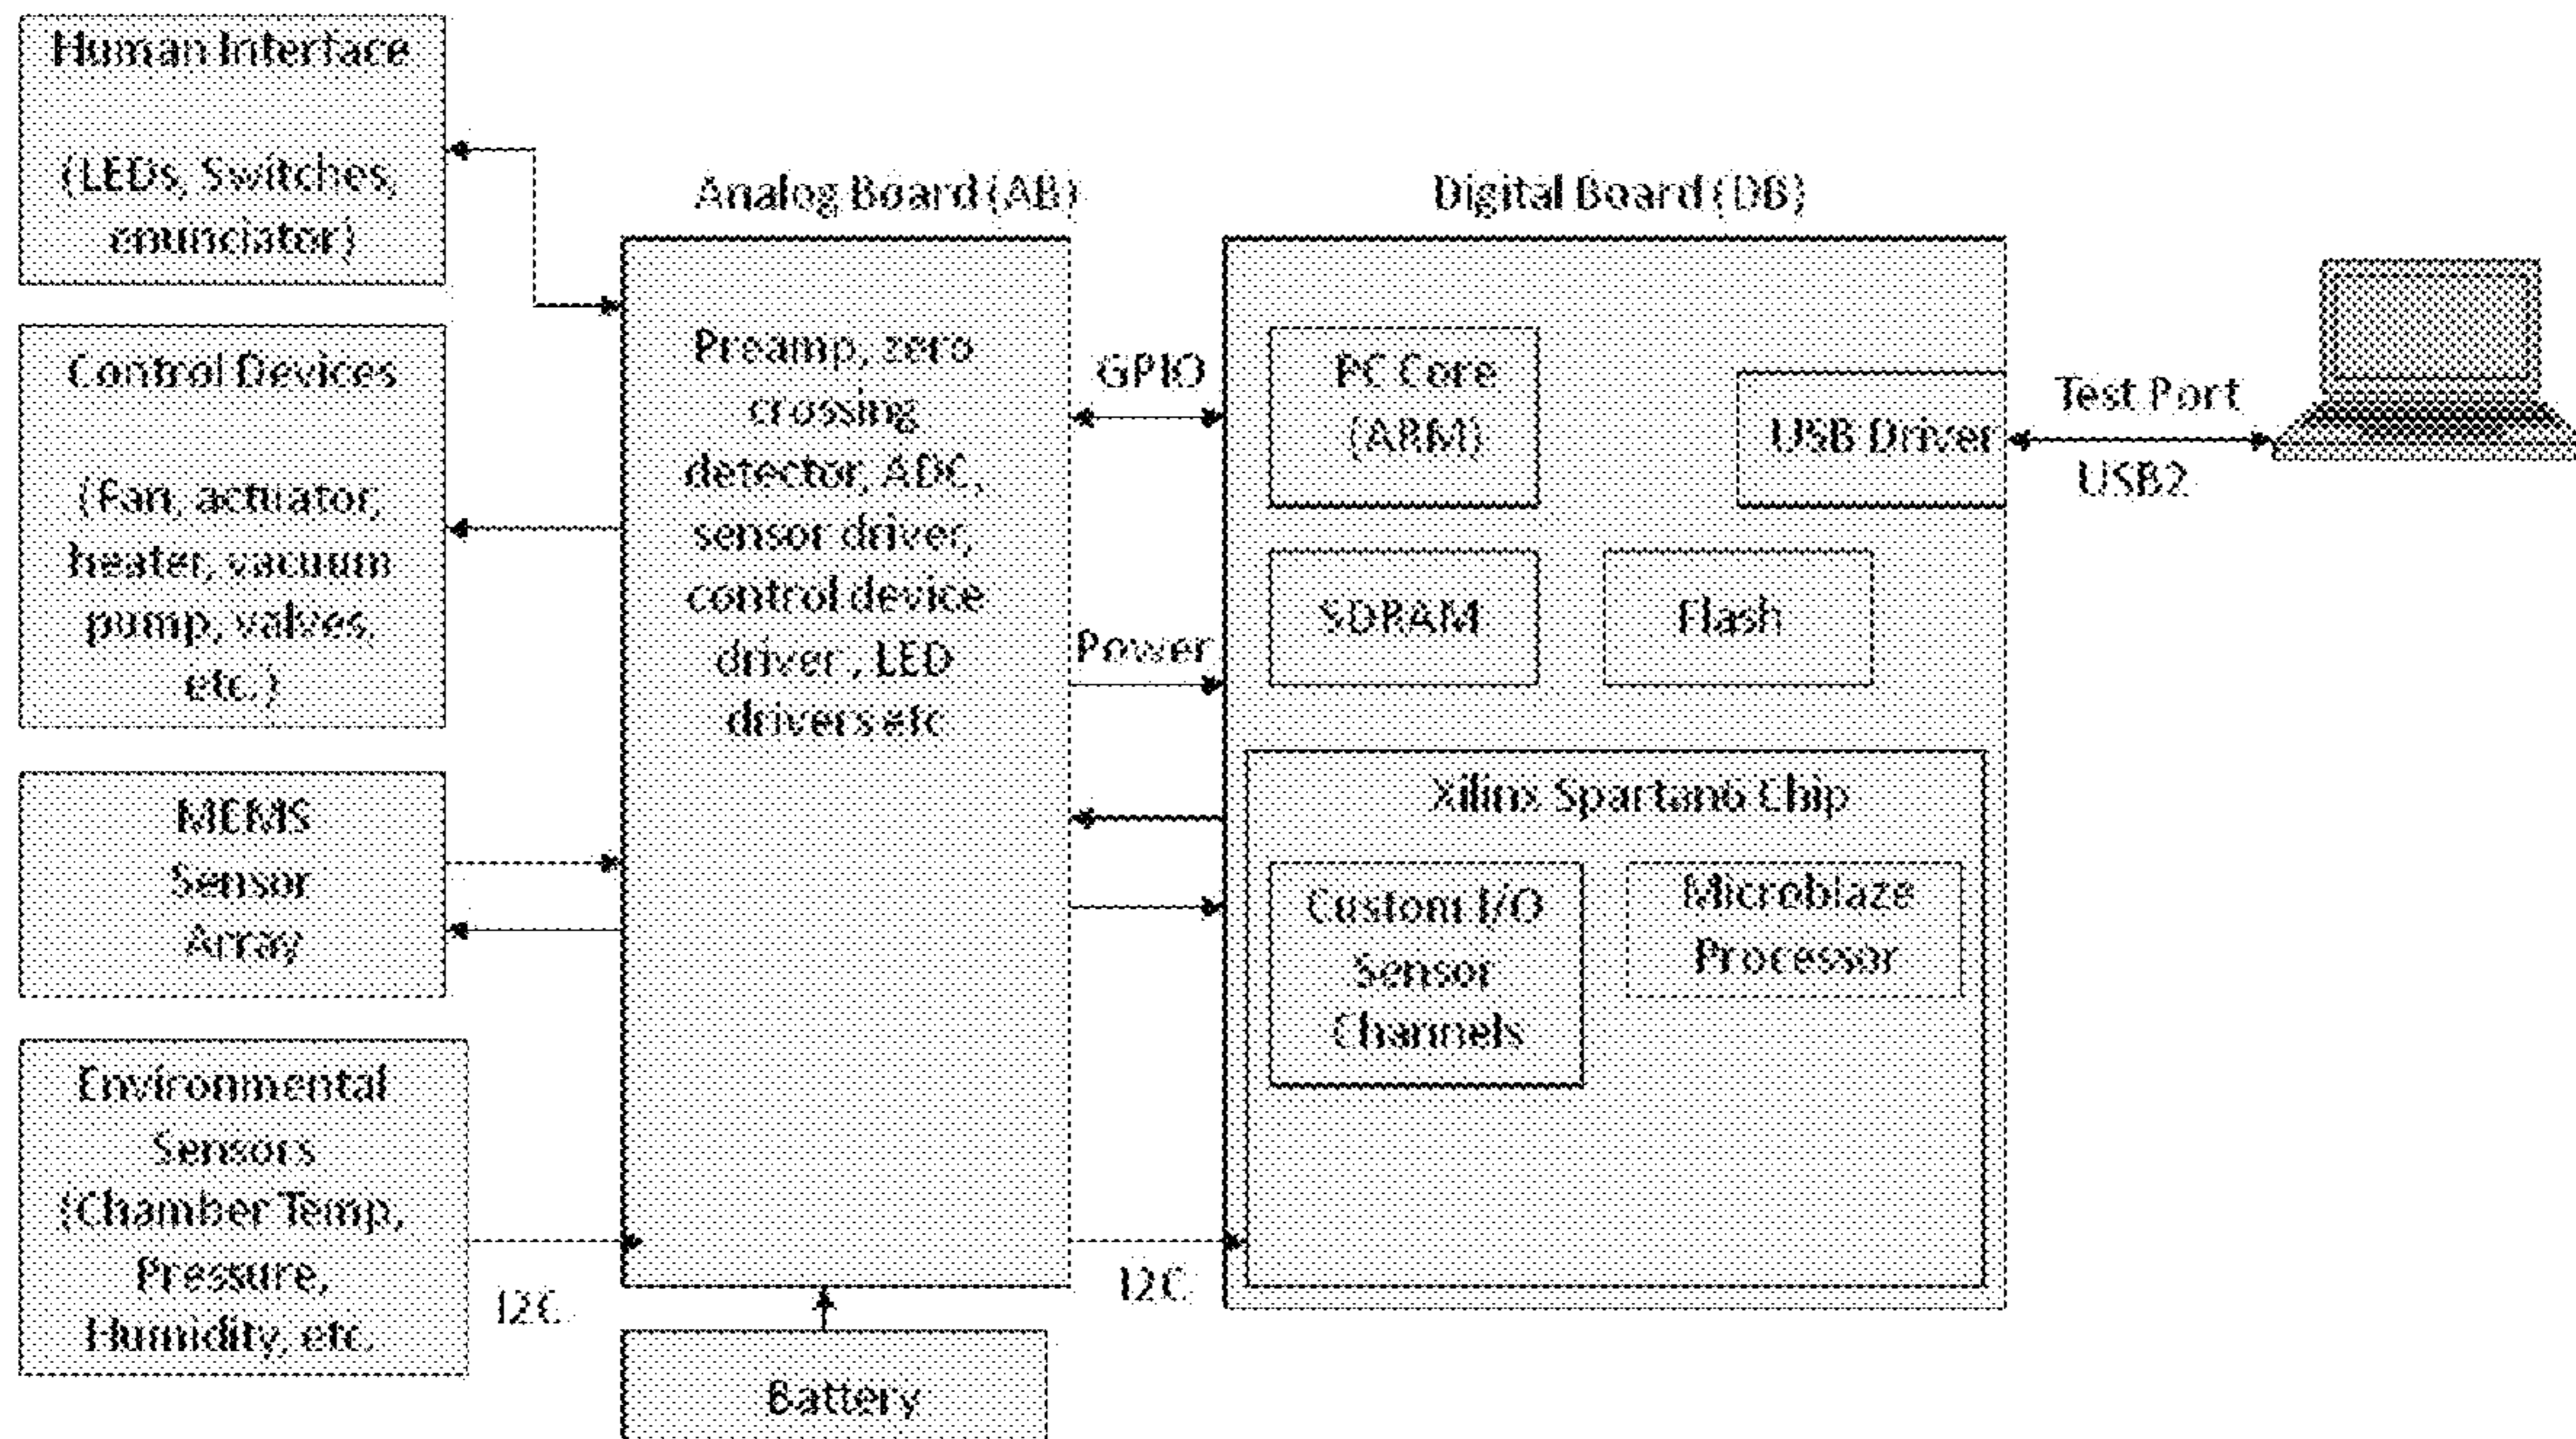 Human Interface
(LEDs, Switches,
enunciator)
Control Devices
(Fan, actuator,
heater, vacuum
pump, valves,
etc.)
MEMS
Sensor
Array
Environmental
Sensors
(Chamber Temp,
Pressure,
Humidity, etc.
I2C
Analog Board (AB)
Preamp, zero
crossing
detector, ADC,
sensor driver,
control device
driver , LED
drivers etc
Battery
GPIO
Power
I2C
Digital Board (DB)
PC Core
(ARM)
USB Driver
SDRAM
Flash
Xilinx Spartan6 Chip
Custom I/O
Sensor
Channels
Microblaze
Processor
Test Port
USB2